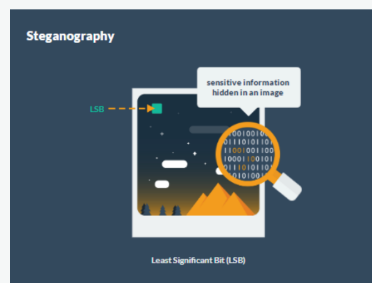 Steganography
sensitive information
hidden in an image
LSB
Least Significant Bit (LSB)